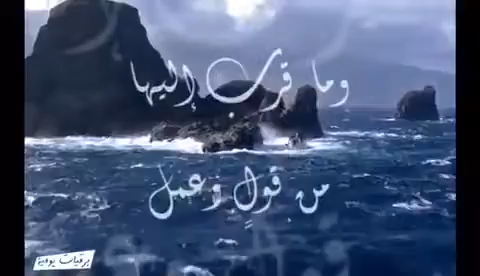 وما قرب إليها
من قولٍ وعمل
برقيات يومية